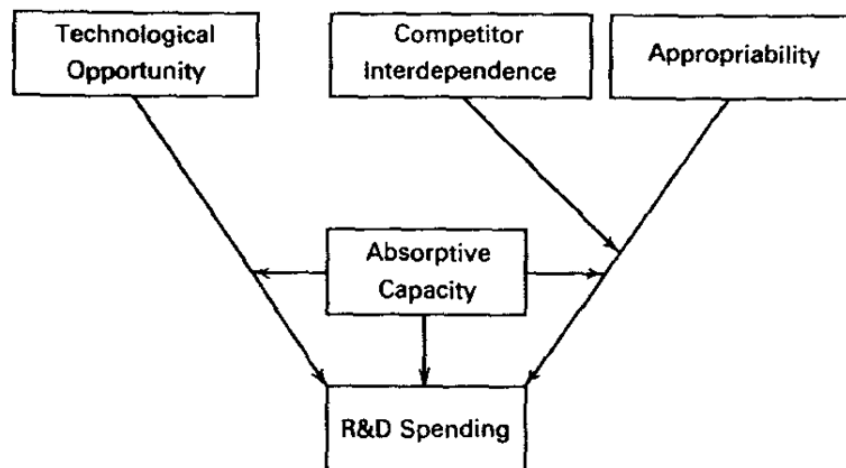 Technological
Opportunity
Competitor
Interdependence
Appropriability
Absorptive
Capacity
R&D Spending